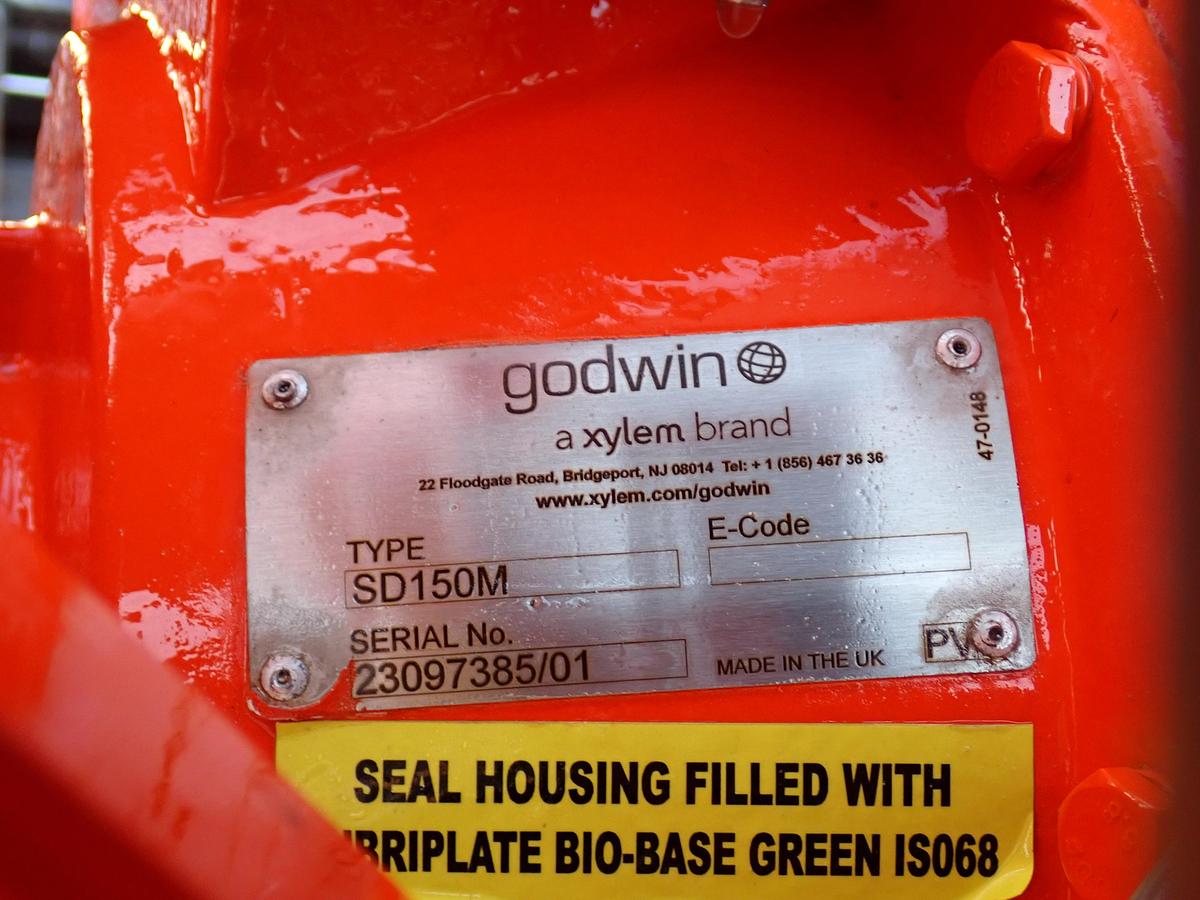 godwin
a xylem brand
47-0148
22 Floodgate Road, Bridgeport, NJ 08014 Tel: + 1 (856) 467 36 36
www.xylem.com/godwin
TYPE
SD150M
E-Code
SERIAL No.
23097385/01
MADE IN THE UK
SEAL HOUSING FILLED WITH
BRIPLATE BIO-BASE GREEN IS068